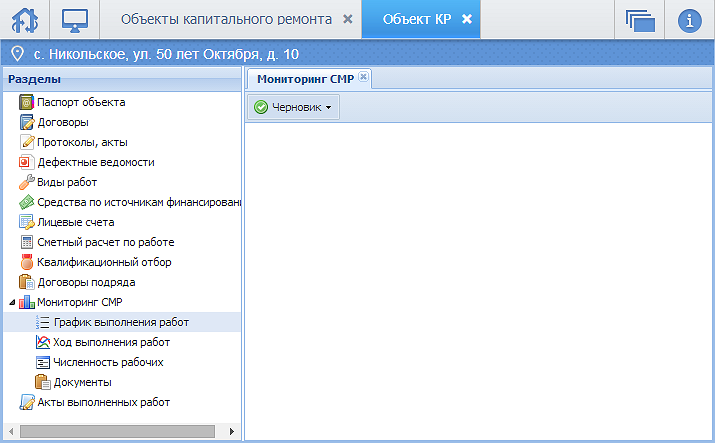 Объекты капитального ремонта
Объект КР
с. Никольское, ул. 50 лет Октября, д. 10
Разделы
Паспорт объекта
Договоры
Протоколы, акты
Дефектные ведомости
Виды работ
Средства по источникам финансирован
Лицевые счета
Сметный расчет по работе
Квалификационный отбор
Договоры подряда
Мониторинг СМР
График выполнения работ
Ход выполнения работ
Численность рабочих
Документы
Акты выполненных работ
Мониторинг СМР
Черновик